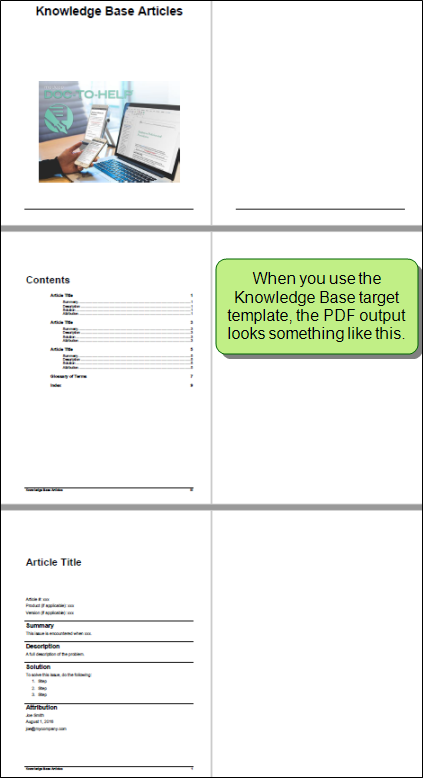 Knowledge Base Articles
DOC-TO-HELP
Contents
Article Title 1
Summary 1
Description 1
Solution 1
Attribution 1
Article Title 3
Summary 3
Description 3
Solution 3
Attribution 3
Article Title 5
Summary 5
Description 5
Solution 5
Attribution 5
Glossary of Terms 7
Index 9
Knowledge Base Articles iii
When you use the
Knowledge Base target
template, the PDF output
looks something like this.
Article Title
Article #: xxx
Product (if applicable): xxx
Version (if applicable): xxx
Summary
This issue is encountered when xxx.
Description
A full description of the problem.
Solution
To solve this issue, do the following:
1. Step
2. Step
3. Step
Attribution
Joe Smith
August 1, 2016
joe@mycompany.com
Knowledge Base Articles 1